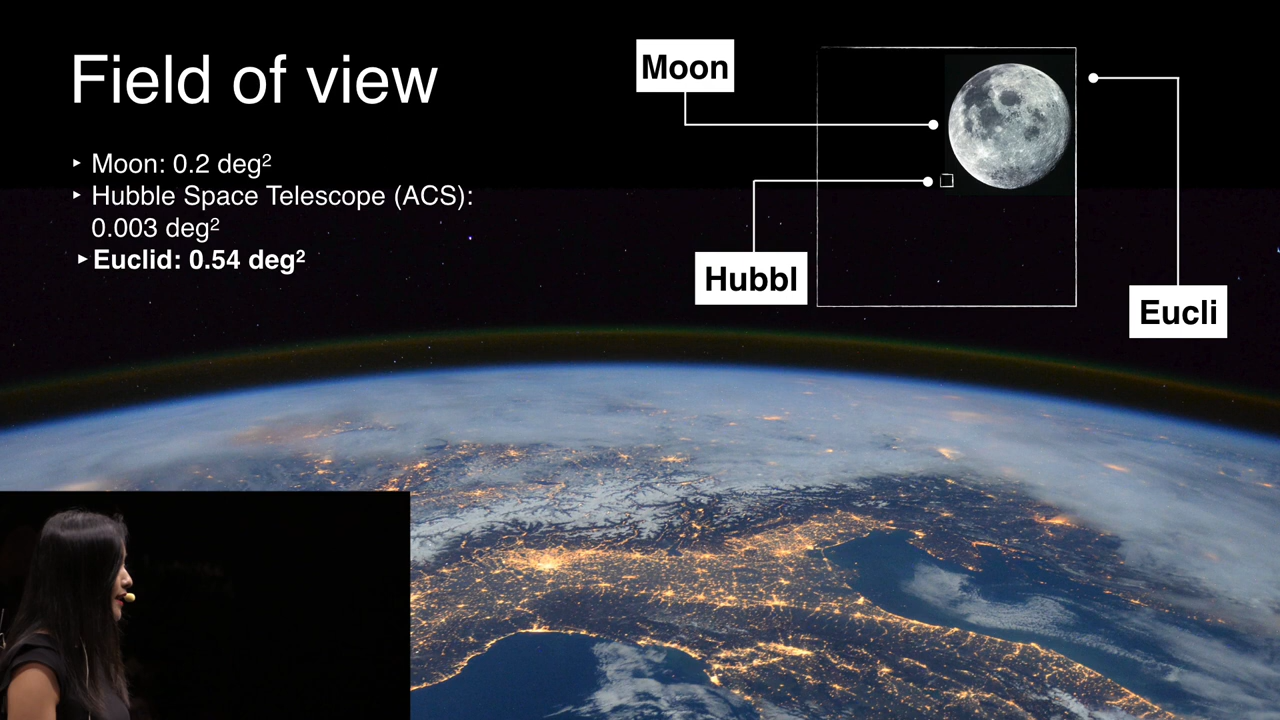 Field of view
‣ Moon: 0.2 deg²
‣ Hubble Space Telescope (ACS):
0.003 deg²
‣ Euclid: 0.54 deg²
Moon
Hubbl
Eucli